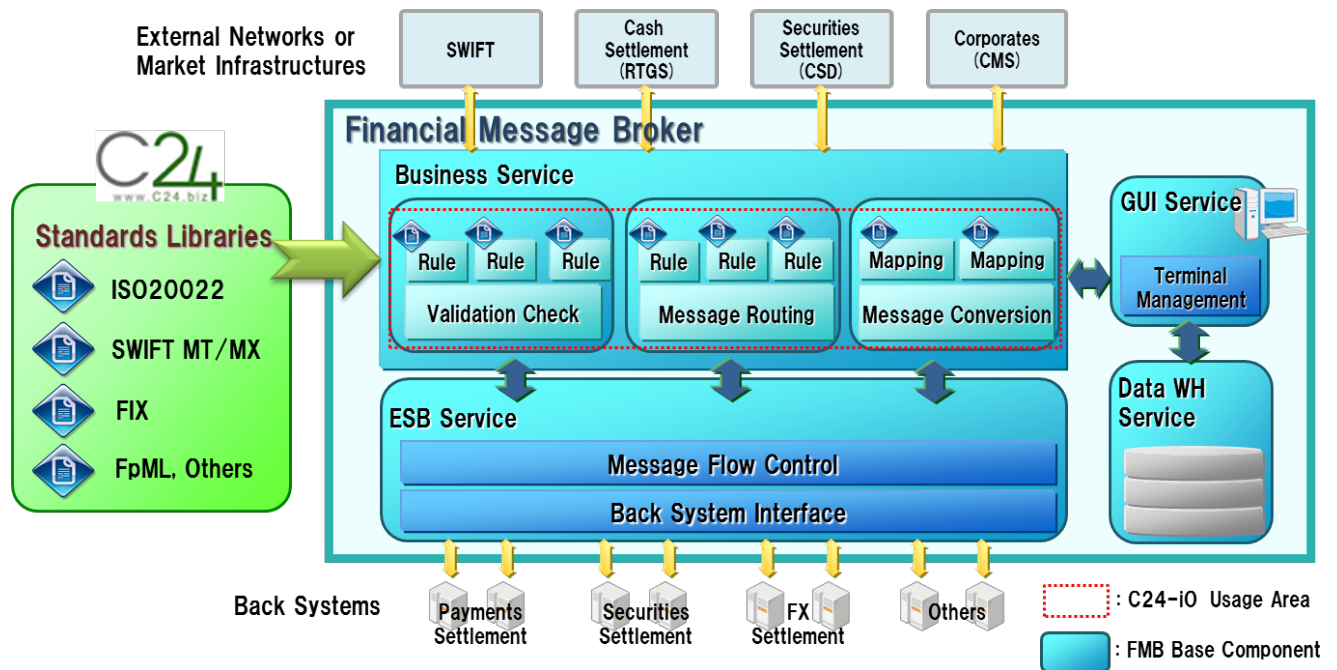 External Networks or
Market Infrastructures
SWIFT
Cash
Settlement
(RTGS)
Securities
Settlement
(CSD)
Corporates
(CMS)
C24
www.C24.biz
Standards Libraries
ISO20022
SWIFT MT/MX
FIX
FpML, Others
Financial Message Broker
Business Service
Rule
Rule
Rule
Validation Check
Rule
Rule
Rule
Message Routing
Mapping
Mapping
Message Conversion
GUI Service
Terminal
Management
ESB Service
Message Flow Control
Back System Interface
Data WH
Service
Back Systems
Payments
Settlement
Securities
Settlement
FX
Settlement
Others
: C24-iO Usage Area
: FMB Base Component